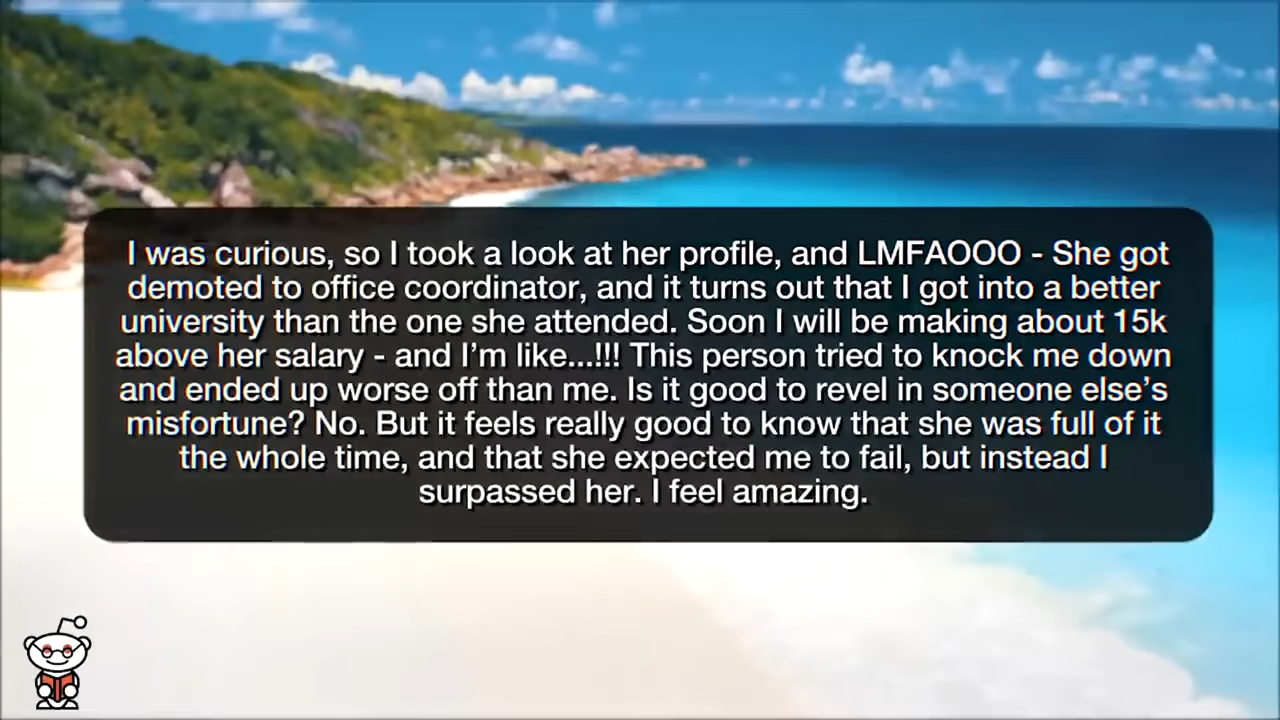 I was curious, so I took a look at her profile, and LMFAOOO - She got
demoted to office coordinator, and it turns out that I got into a better
university than the one she attended. Soon I will be making about 15k
above her salary - and I’m like...!!! This person tried to knock me down
and ended up worse off than me. Is it good to revel in someone else’s
misfortune? No. But it feels really good to know that she was full of it
the whole time, and that she expected me to fail, but instead I
surpassed her. I feel amazing.